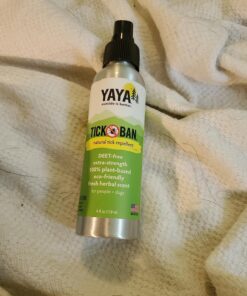 YAYA
TICK BAN
natural tick repellent
DEET-free
extra-strength
100% plant-based
eco-friendly
fresh herbal scent
for people + dogs